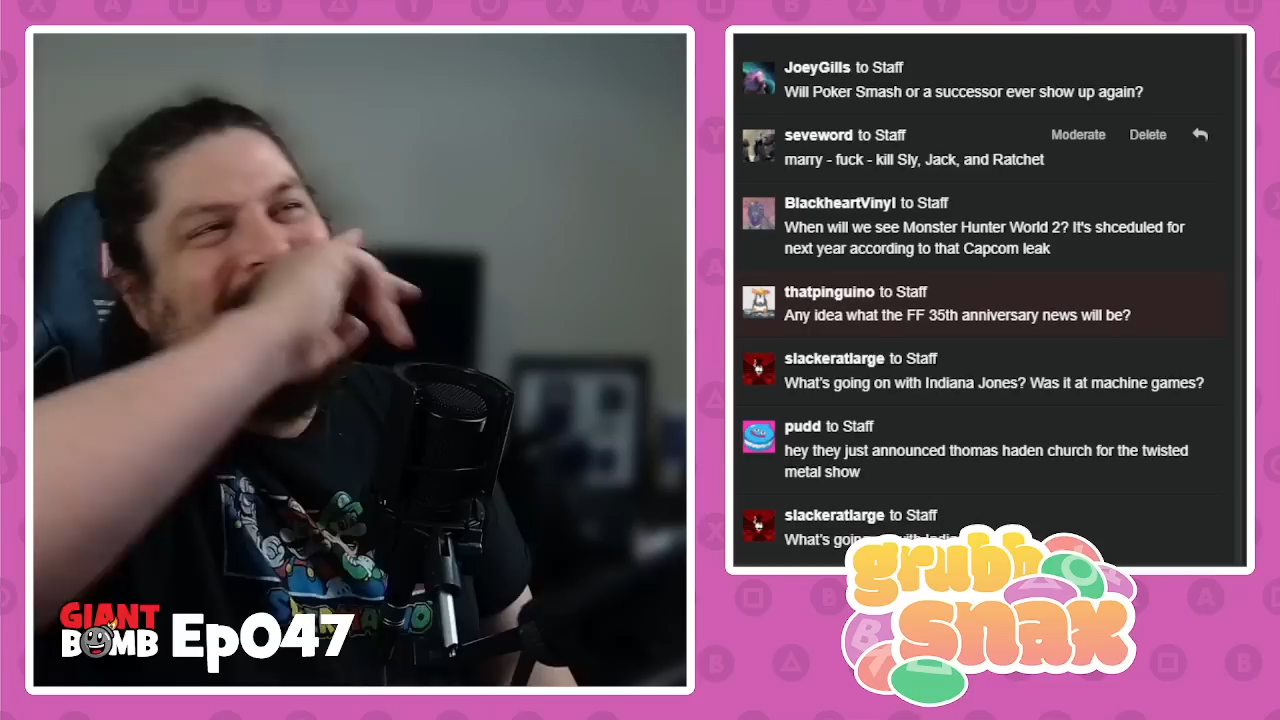 JoeyGills to Staff
Will Poker Smash or a successor ever show up again?
seveword to Staff
Moderate Delete
marry - fuck - kill Sly, Jack, and Ratchet
BlackheartVinyl to Staff
When will we see Monster Hunter World 2? It's shceduled for
next year according to that Capcom leak
thatpinguino to Staff
Any idea what the FF 35th anniversary news will be?
slackeratlarge to Staff
What's going on with Indiana Jones? Was it at machine games?
pudd to Staff
hey they just announced thomas haden church for the twisted
metal show
slackeratlarge to Staff
What's going with
grubb
snax
GIANT
BOMB
Ep047